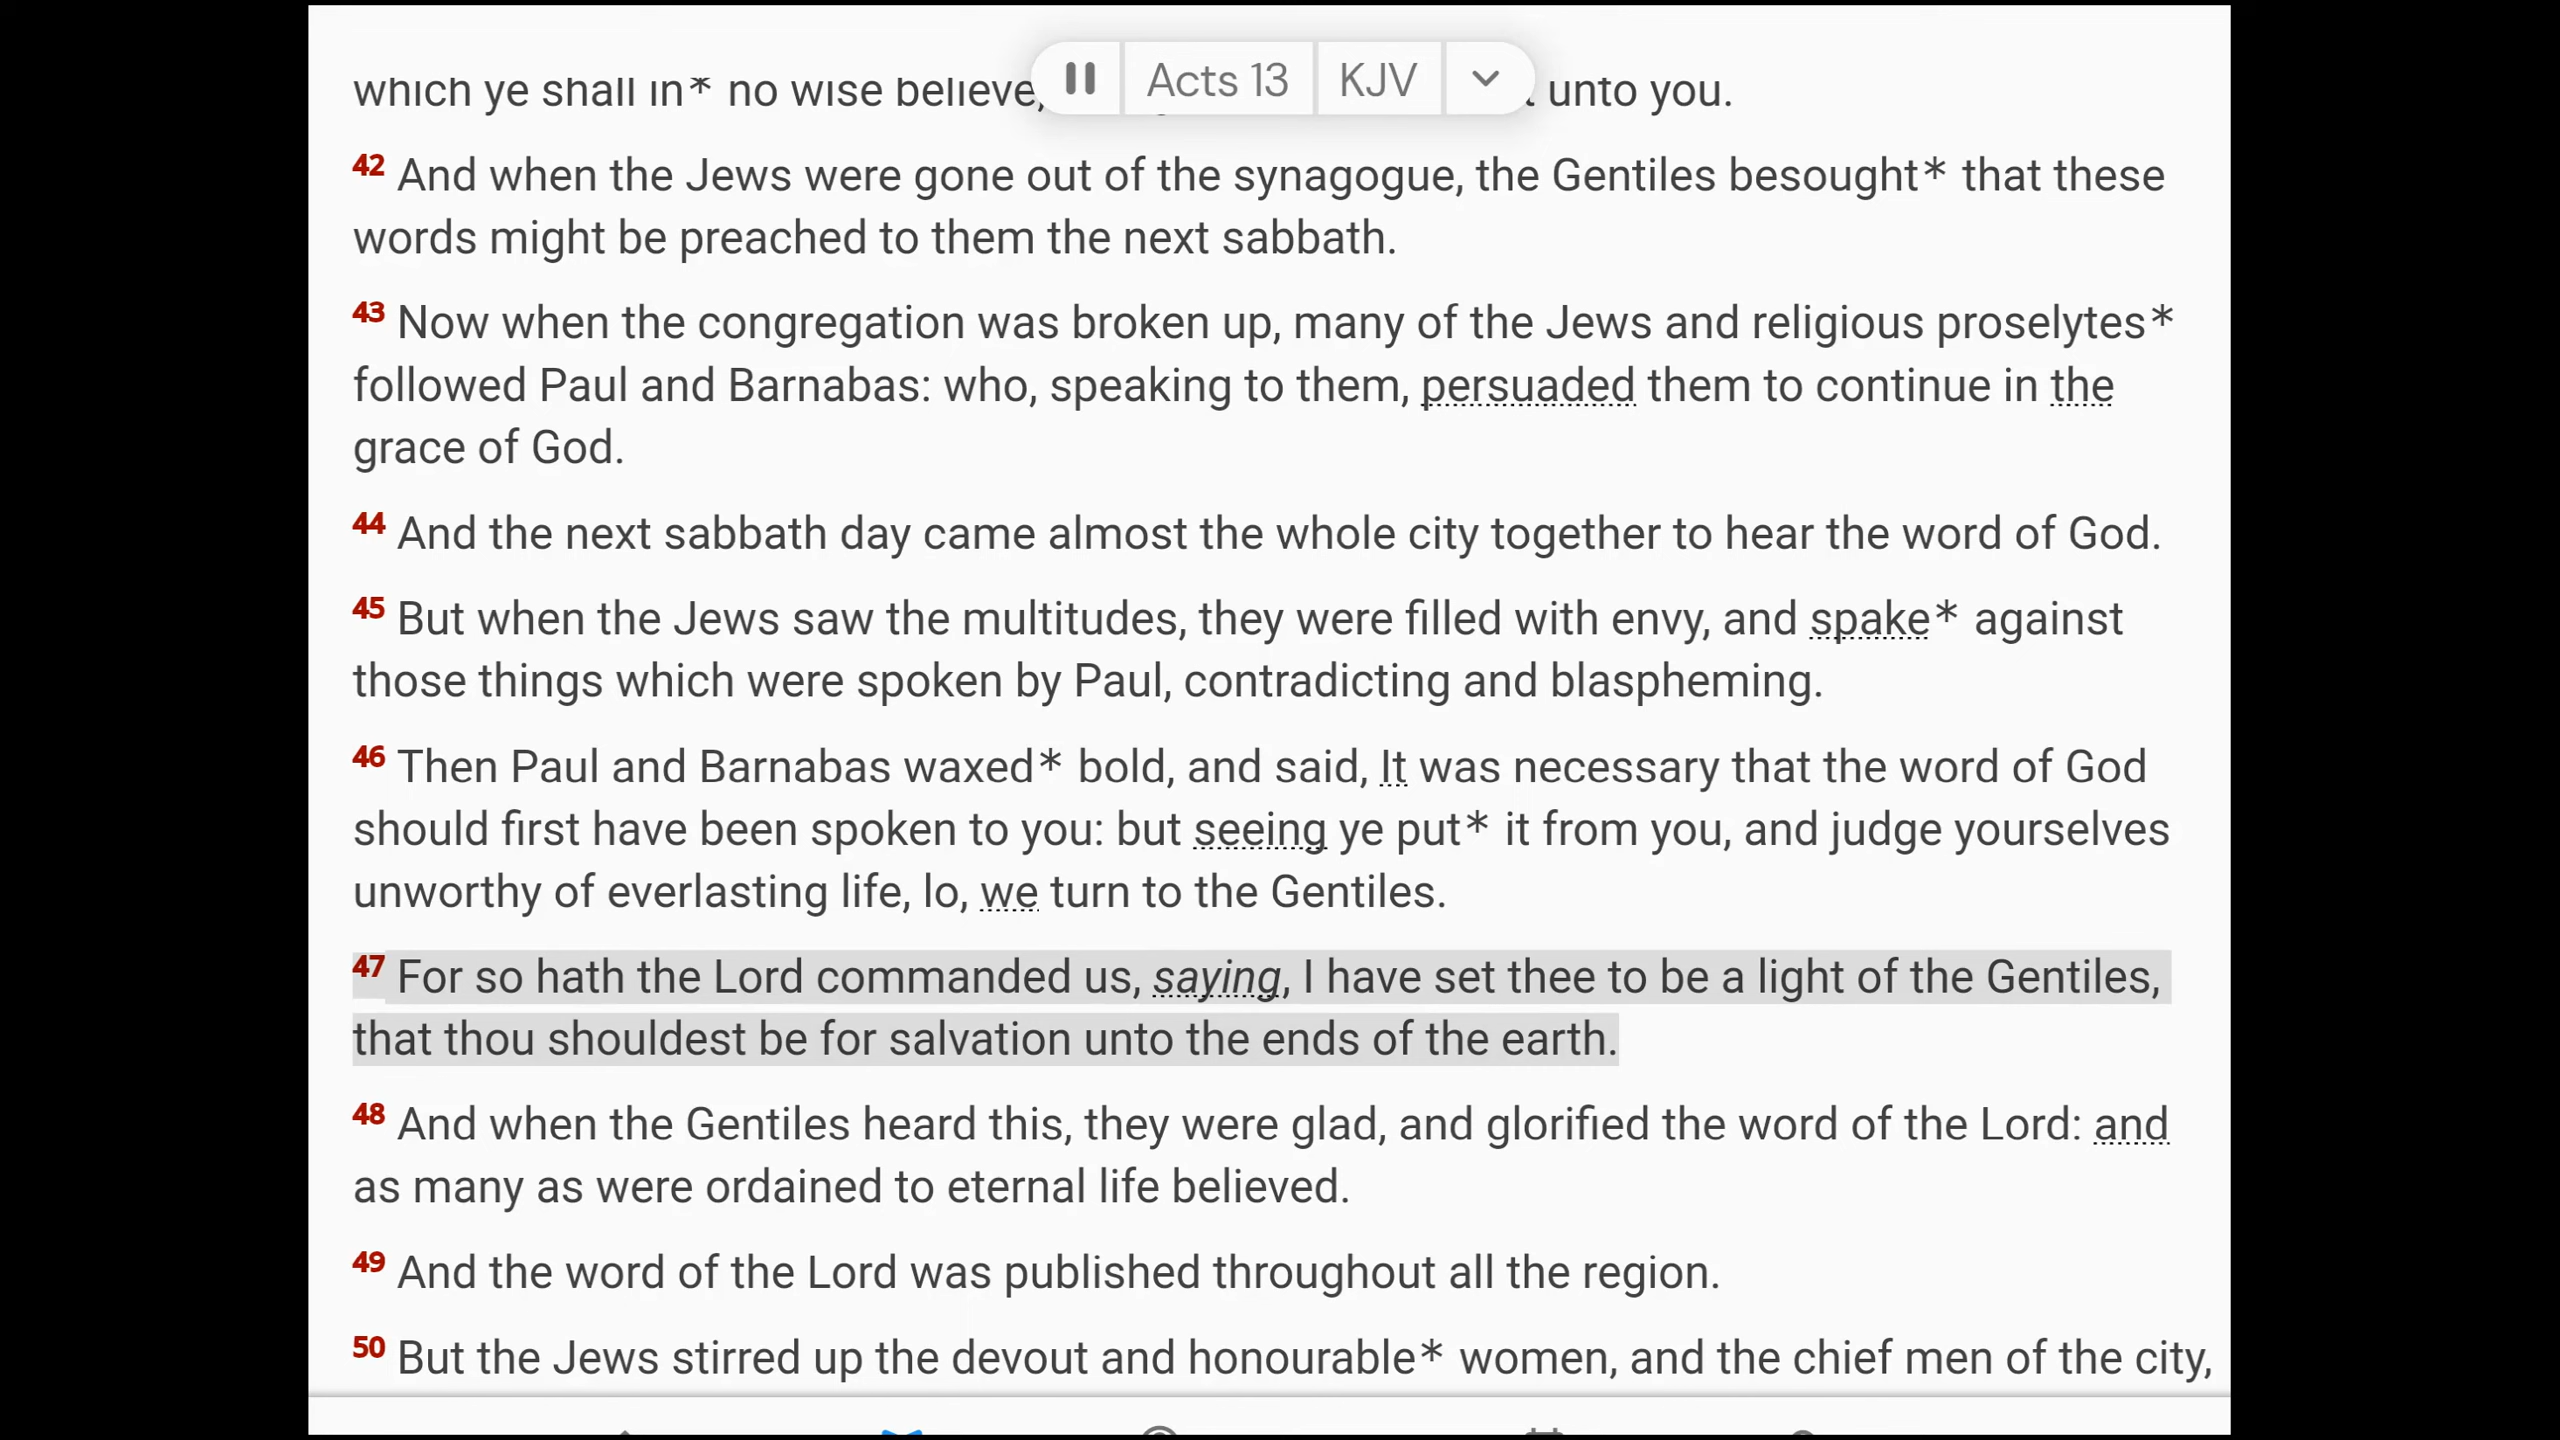 which ye shall in* no wise believe,
Acts 13 KJV
unto you.
42 And when the Jews were gone out of the synagogue, the Gentiles besought* that these
words might be preached to them the next sabbath.
43 Now when the congregation was broken up, many of the Jews and religious proselytes*
followed Paul and Barnabas: who, speaking to them, persuaded them to continue in the
grace of God.
44 And the next sabbath day came almost the whole city together to hear the word of God.
45 But when the Jews saw the multitudes, they were filled with envy, and spake* against
those things which were spoken by Paul, contradicting and blaspheming.
46 Then Paul and Barnabas waxed* bold, and said, It was necessary that the word of God
should first have been spoken to you: but seeing ye put* it from you, and judge yourselves
unworthy of everlasting life, lo, we turn to the Gentiles.
47 For so hath the Lord commanded us, saying, I have set thee to be a light of the Gentiles,
that thou shouldest be for salvation unto the ends of the earth.
48 And when the Gentiles heard this, they were glad, and glorified the word of the Lord: and
as many as were ordained to eternal life believed.
49 And the word of the Lord was published throughout all the region.
50 But the Jews stirred up the devout and honourable* women, and the chief men of the city,